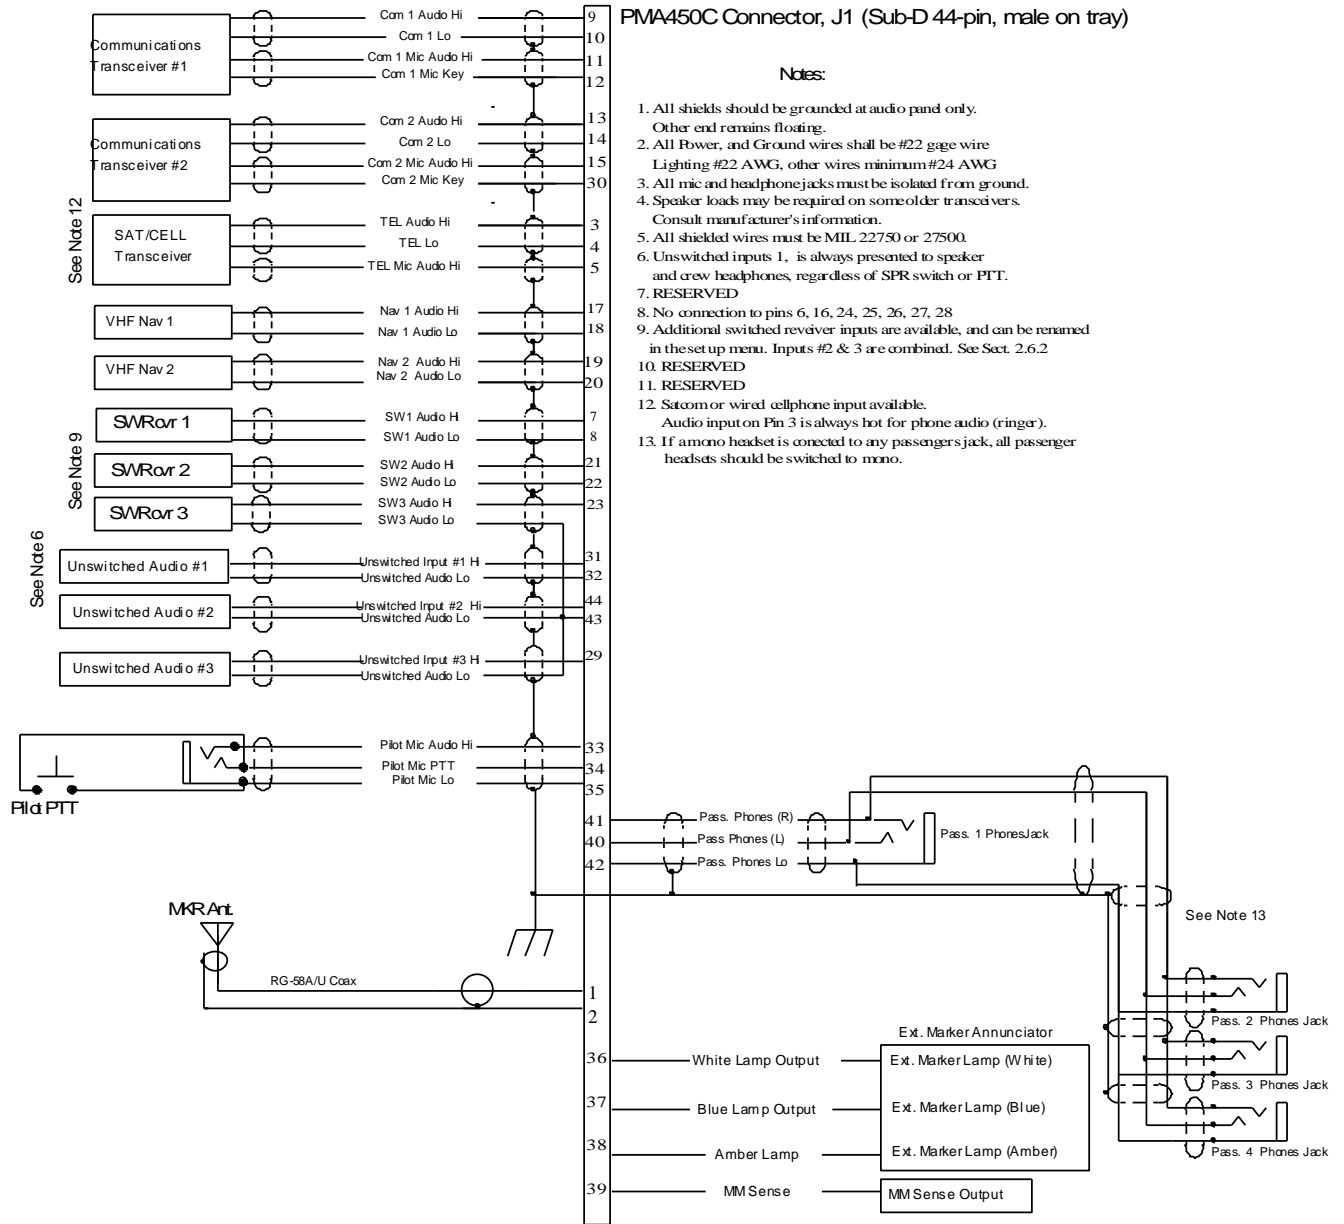 PMA450C Connector, J1 (Sub-D 44-pin, male on tray)
Notes:
1. All shields should be grounded at audio panel only.
Other end remains floating.
2. All Power, and Ground wires shall be #22 gage wire
Lighting #22 AWG, other wires minimum #24 AWG
3. All mic and headphone jacks must be isolated from ground.
4. Speaker loads may be required on some older transceivers.
Consult manufacturer's information.
5. All shielded wires must be MIL 22750 or 27500.
6. Unswitched inputs 1, is always presented to speaker
and crew headphones, regardless of SPR switch or PTT.
7. RESERVED
8. No connection to pins 6, 16, 24, 25, 26, 27, 28
9. Additional switched reveiver inputs are available, and can be renamed
in the set up menu. Inputs #2 & 3 are combined. See Sect. 2.6.2
10. RESERVED
11. RESERVED
12. Satcom or wired cellphone input available.
Audio input on Pin 3 is always hot for phone audio (ringer).
13. If a mono headset is conected to any passengers jack, all passenger
headsets should be switched to mono.
Communications
Transceiver #1
Com 1 Audio Hi 9
Com 1 Lo 10
Com 1 Mic Audio Hi 11
Com 1 Mic Key 12
Communications
Transceiver #2
Com 2 Audio Hi 13
Com 2 Lo 14
Com 2 Mic Audio Hi 15
Com 2 Mic Key 30
See Note 12
SAT/CELL
Transceiver
TEL Audio Hi 3
TEL Lo 4
TEL Mic Audio Hi 5
VHF Nav 1
Nav 1 Audio Hi 17
Nav 1 Audio Lo 18
VHF Nav 2
Nav 2 Audio Hi 19
Nav 2 Audio Lo 20
See Note 9
SWRcvr 1
SW1 Audio Hi 7
SW1 Audio Lo 8
SWRcvr 2
SW2 Audio Hi 21
SW2 Audio Lo 22
SWRcvr 3
SW3 Audio Hi 23
SW3 Audio Lo
See Note 6
Unswitched Audio #1
Unswitched Input #1 Hi 31
Unswitched Audio Lo 32
Unswitched Audio #2
Unswitched Input #2 Hi 44
Unswitched Audio Lo 43
Unswitched Audio #3
Unswitched Input #3 Hi 29
Unswitched Audio Lo
Pilot PTT
Pilot Mic Audio Hi 33
Pilot Mic PTT 34
Pilot Mic Lo 35
41 Pass. Phones (R)
40 Pass Phones (L)
42 Pass. Phones Lo
Pass. 1 Phones Jack
See Note 13
Pass. 2 Phones Jack
Pass. 3 Phones Jack
Pass. 4 Phones Jack
MKR Ant.
RG-58A/U Coax
1
2
Ext. Marker Annunciator
36 White Lamp Output Ext. Marker Lamp (White)
37 Blue Lamp Output Ext. Marker Lamp (Blue)
38 Amber Lamp Ext. Marker Lamp (Amber)
39 MM Sense MM Sense Output